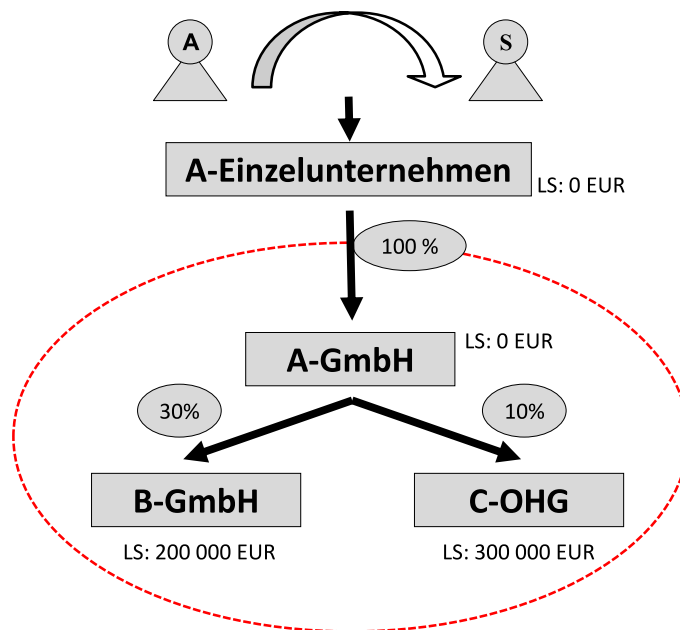 A
S
A-Einzelunternehmen
LS: 0 EUR
100 %
A-GmbH
LS: 0 EUR
30%
10%
B-GmbH
C-OHG
LS: 200 000 EUR
LS: 300 000 EUR